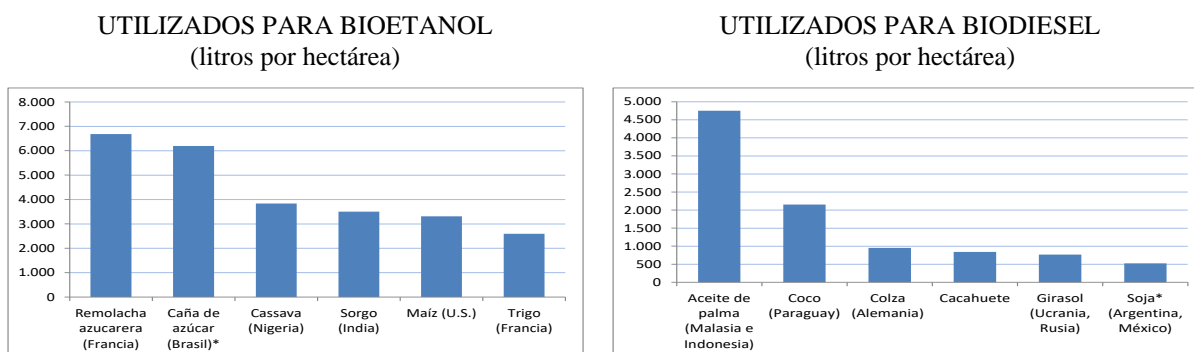 UTILIZADOS PARA BIOETANOL
(litros por hectárea)
8.000
7.000
6.000
5.000
4.000
3.000
2.000
1.000
0
Remolacha
azucarera
(Francia)
Caña de
azúcar
(Brasil)*
Cassava
(Nigeria)
Sorgo
(India)
Maíz (U.S.)
Trigo
(Francia)
UTILIZADOS PARA BIODIESEL
(litros por hectárea)
5.000
4.500
4.000
3.500
3.000
2.500
2.000
1.500
1.000
500
0
Aceite de
palma
(Malasia e
Indonesia)
Coco
(Paraguay)
Colza
(Alemania)
Cacahuete
Girasol
(Ucrania,
Rusia)
Soja*
(Argentina,
México)